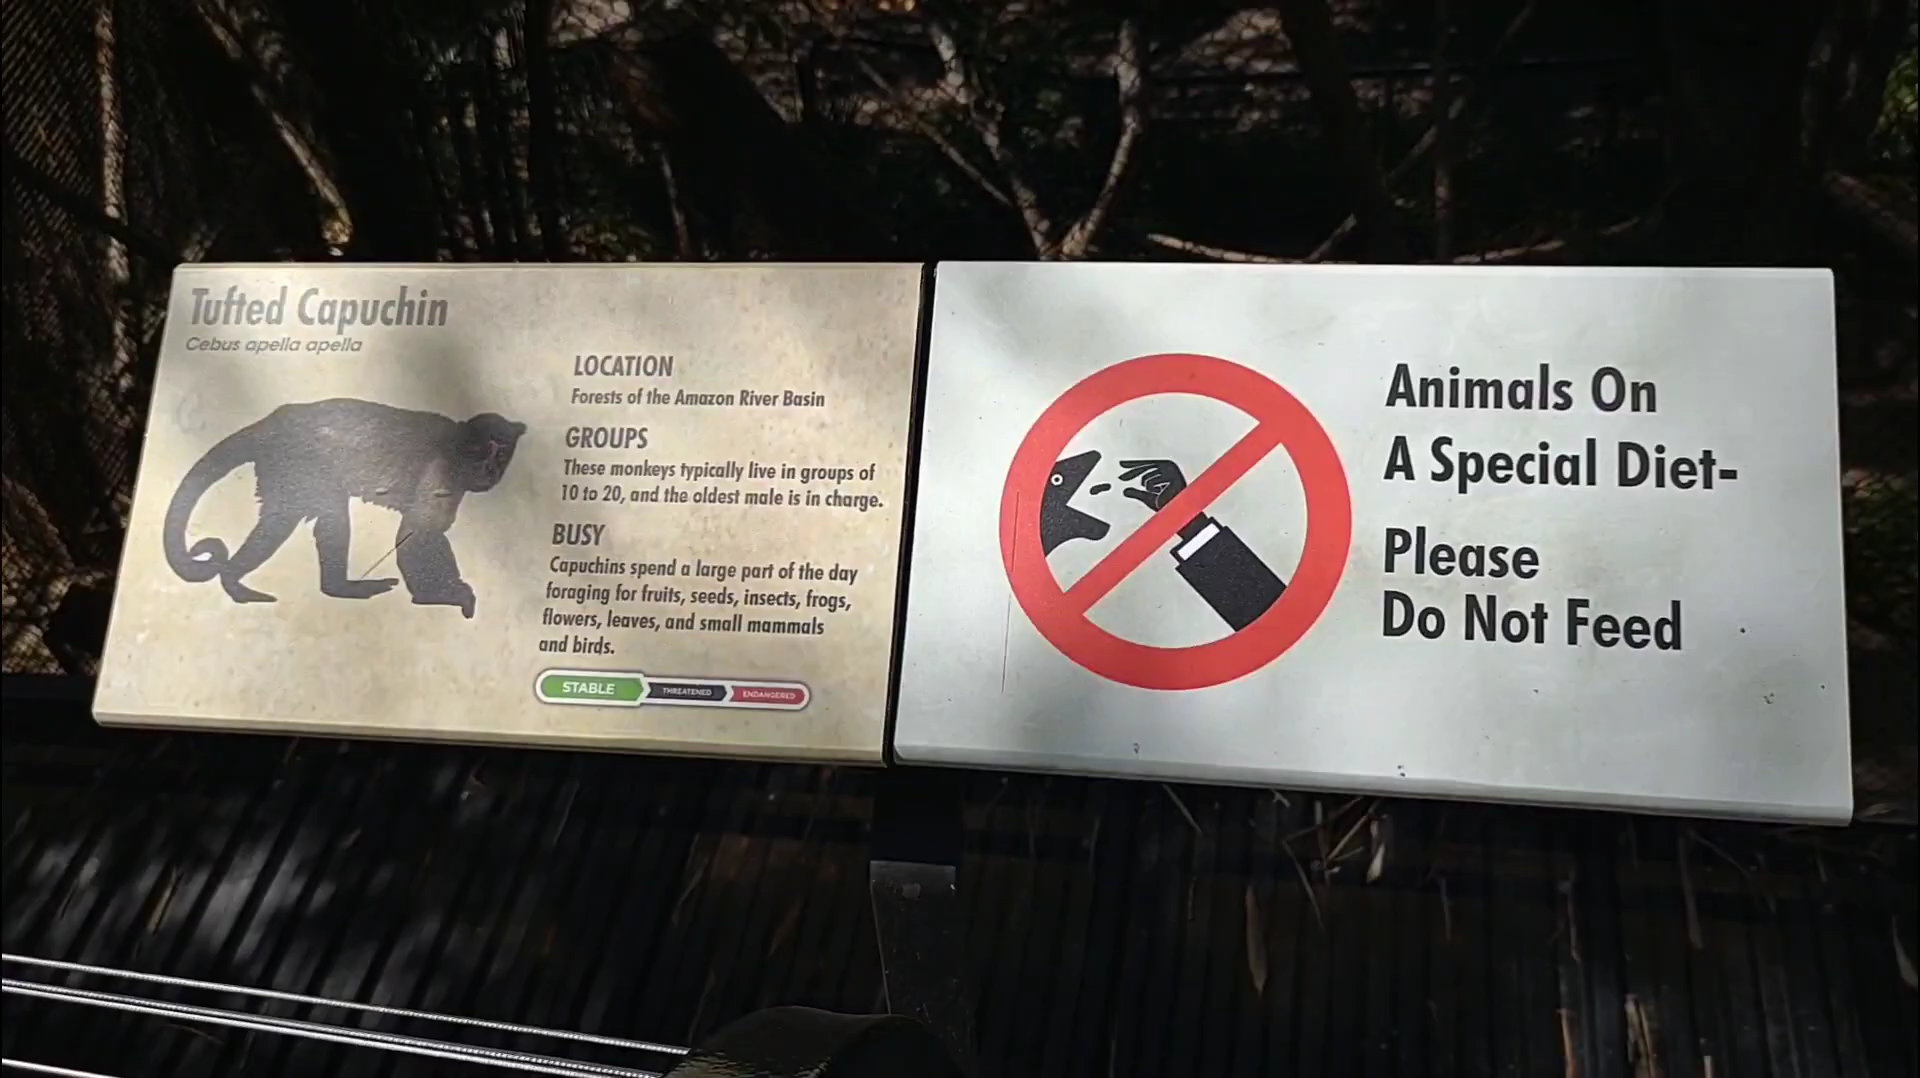 Tufted Capuchin
Cebus apella apella
LOCATION
Forests of the Amazon River Basin
GROUPS
These monkeys typically live in groups of
10 to 20, and the oldest male is in charge.
BUSY
Capuchins spend a large part of the day
foraging for fruits, seeds, insects, frogs,
flowers, leaves, and small mammals
and birds.
STABLE THREATENED ENDANGERED
Animals On
A Special Diet-
Please
Do Not Feed